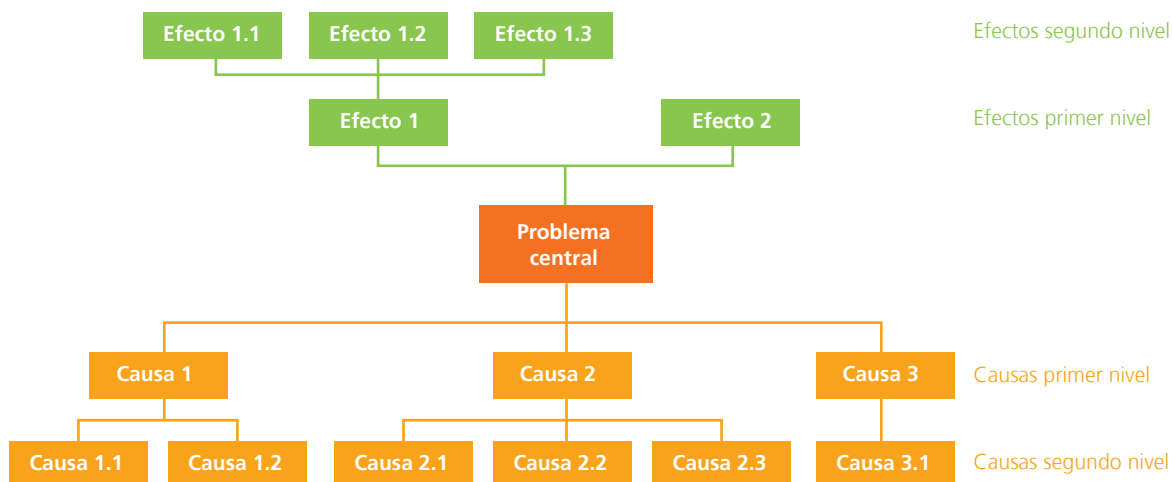 Efecto 1.1
Efecto 1.2
Efecto 1.3
Efectos segundo nivel
Efecto 1
Efecto 2
Efectos primer nivel
Problema
central
Causa 1
Causa 2
Causa 3
Causas primer nivel
Causa 1.1
Causa 1.2
Causa 2.1
Causa 2.2
Causa 2.3
Causa 3.1
Causas segundo nivel